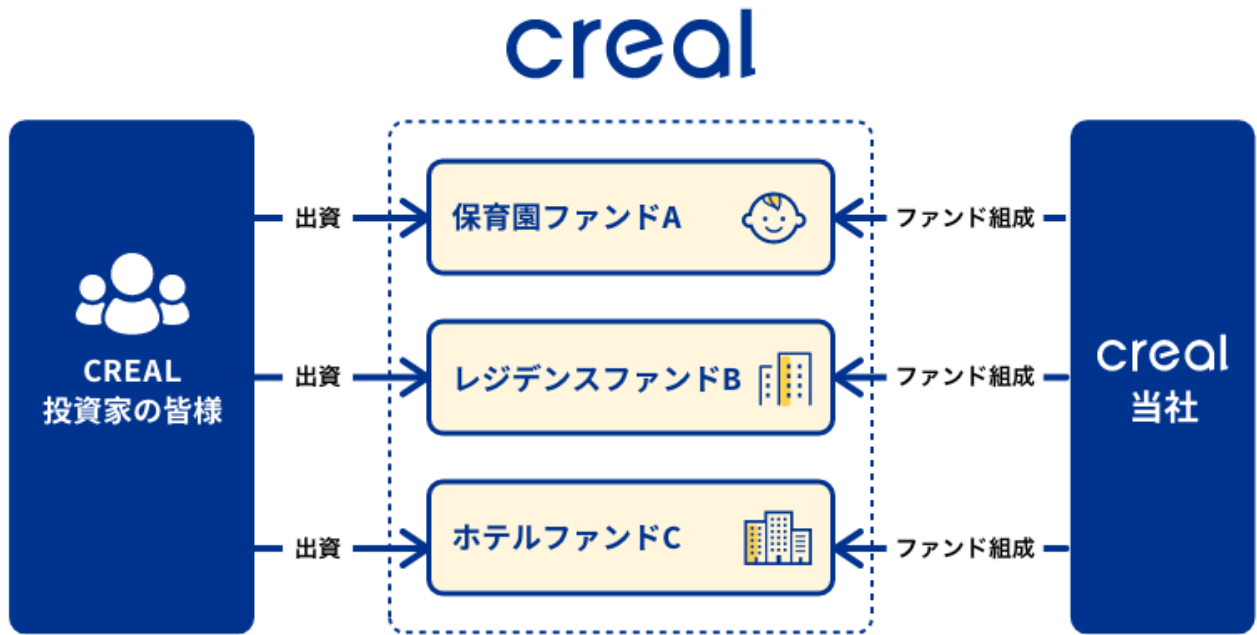 creal
CREAL
投資家の皆様
出資
保育園ファンドA
ファンド組成
出資
レジデンスファンドB
ファンド組成
出資
ホテルファンドC
ファンド組成
creal
当社